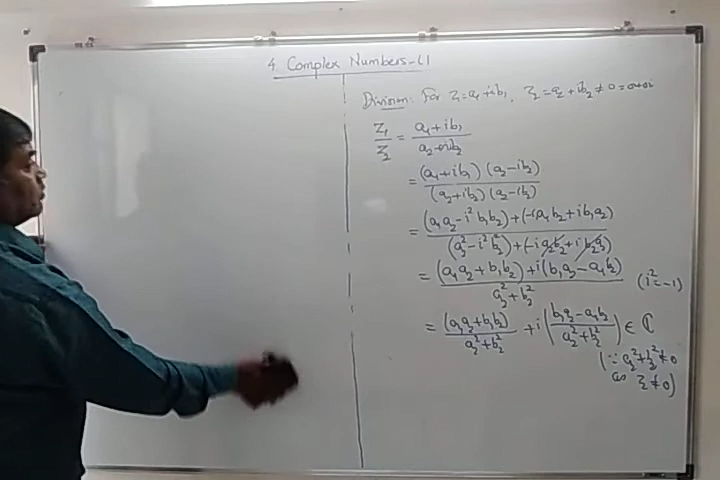 4. Complex Numbers-L1
Division: For z₁=a₁+ib₁, z₂=a₂+ib₂≠0=0+0i
z₁/z₂ = (a₁+ib₁)/(a₂+ib₂)
= (a₁+ib₁)(a₂-ib₂)/(a₂+ib₂)(a₂-ib₂)
= (a₁a₂-i²b₁b₂)+(-ia₁b₂+ib₁a₂)/(a₂²-i²b₂²)+(-ia₂b₂+ib₂a₂)
= (a₁a₂+b₁b₂)+i(b₁a₂-a₁b₂)/a₂²+b₂² (i²=-1)
= (a₁a₂+b₁b₂)/a₂²+b₂² + i(b₁a₂-a₁b₂/a₂²+b₂²) ∈ ℂ
(∵ a₂²+b₂²≠0
as z₂≠0)